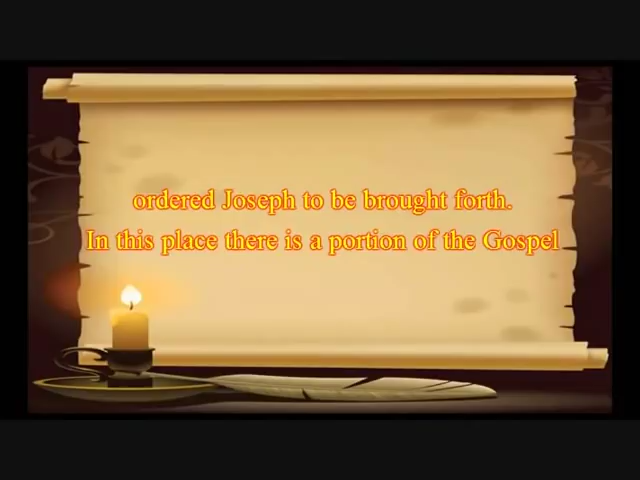 ordered Joseph to be brought forth.
In this place there is a portion of the Gospel